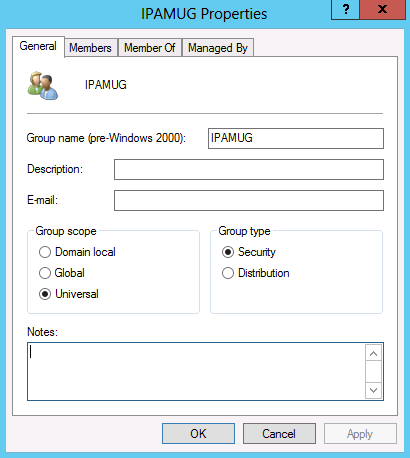 IPAMUG Properties
? x
General Members Member Of Managed By
IPAMUG
Group name (pre-Windows 2000): IPAMUG
Description:
E-mail:
Group scope
Domain local
Global
Universal
Group type
Security
Distribution
Notes:
OK Cancel Apply